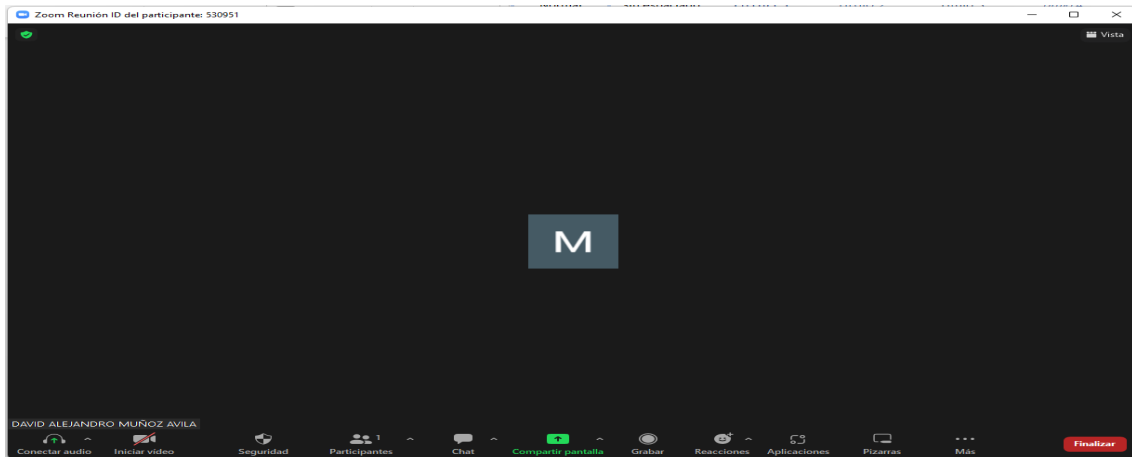 Zoom Reunión ID del participante: 530951
Vista
M
DAVID ALEJANDRO MUÑOZ AVILA
1
Conectar audio Iniciar vídeo Seguridad Participantes Chat Compartir pantalla Grabar Reacciones Aplicaciones Pizarras Más Finalizar